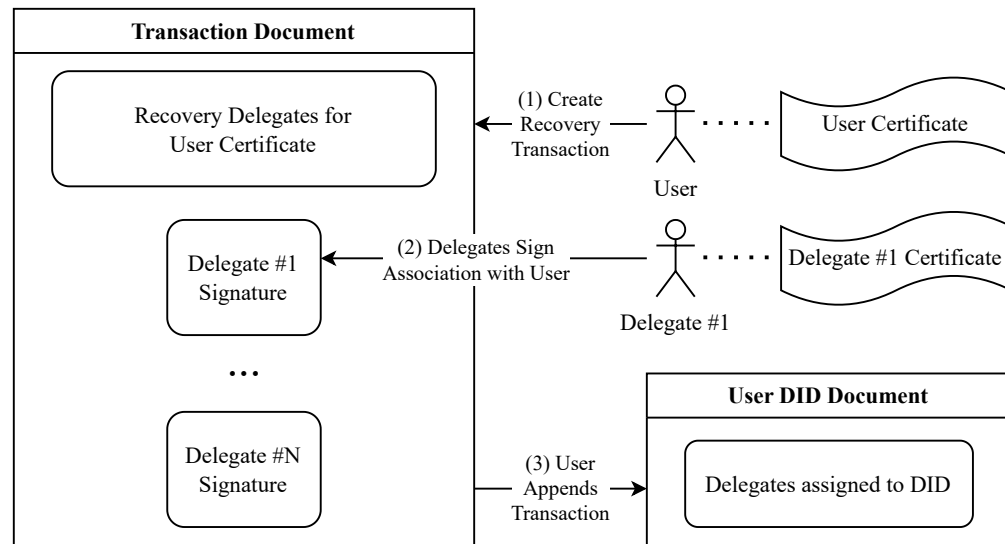 Transaction Document
Recovery Delegates for
User Certificate
(1) Create
Recovery
Transaction
User
User Certificate
Delegate #1
Signature
(2) Delegates Sign
Association with User
Delegate #1
Delegate #1 Certificate
...
Delegate #N
Signature
(3) User
Appends
Transaction
User DID Document
Delegates assigned to DID